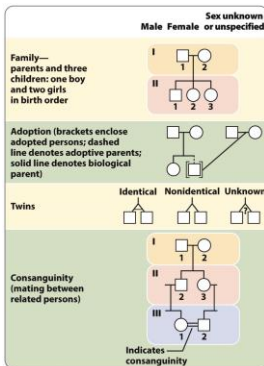 Sex unknown
Male Female or unspecified
Family—
parents and three
children: one boy
and two girls
in birth order
I
1 2
II
1 2 3
Adoption (brackets enclose
adopted persons; dashed
line denotes adoptive parents;
solid line denotes biological
parent)
Twins
Identical Nonidentical Unknown
?
Consanguinity
(mating between
related persons)
I
1 2
II
2 3
III
1 2
Indicates
consanguinity